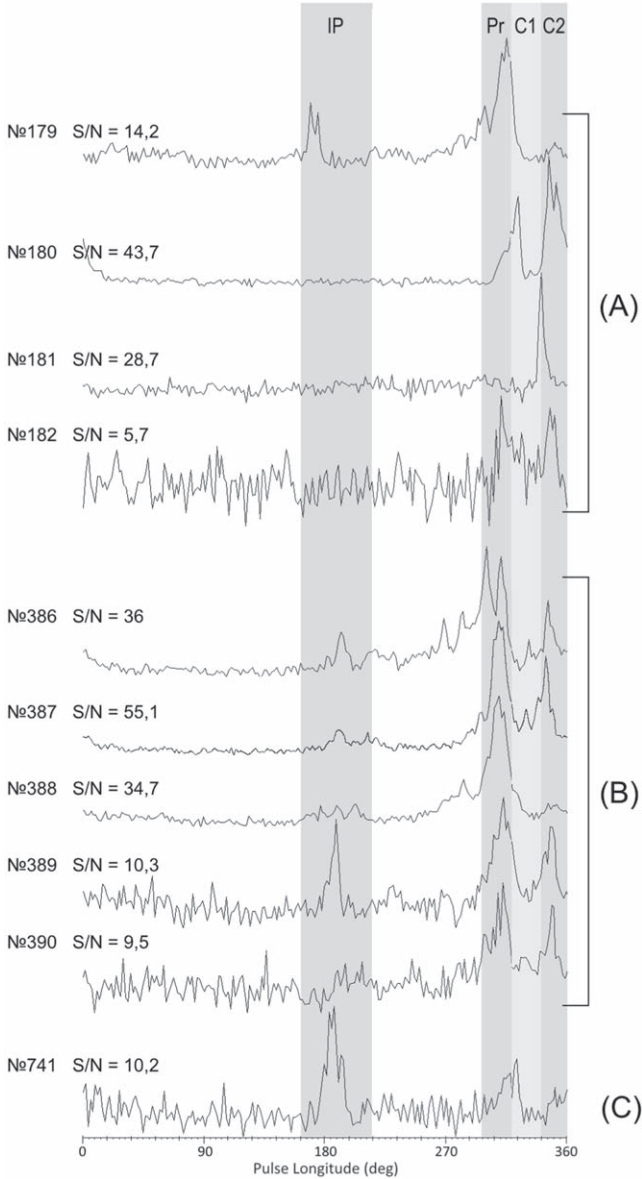 IP Pr C1 C2
№179 S/N = 14,2
№180 S/N = 43,7
(A)
№181 S/N = 28,7
№182 S/N = 5,7
№386 S/N = 36
№387 S/N = 55,1
№388 S/N = 34,7
(B)
№389 S/N = 10,3
№390 S/N = 9,5
№741 S/N = 10,2
(C)
0 90 180 270 360
Pulse Longitude (deg)